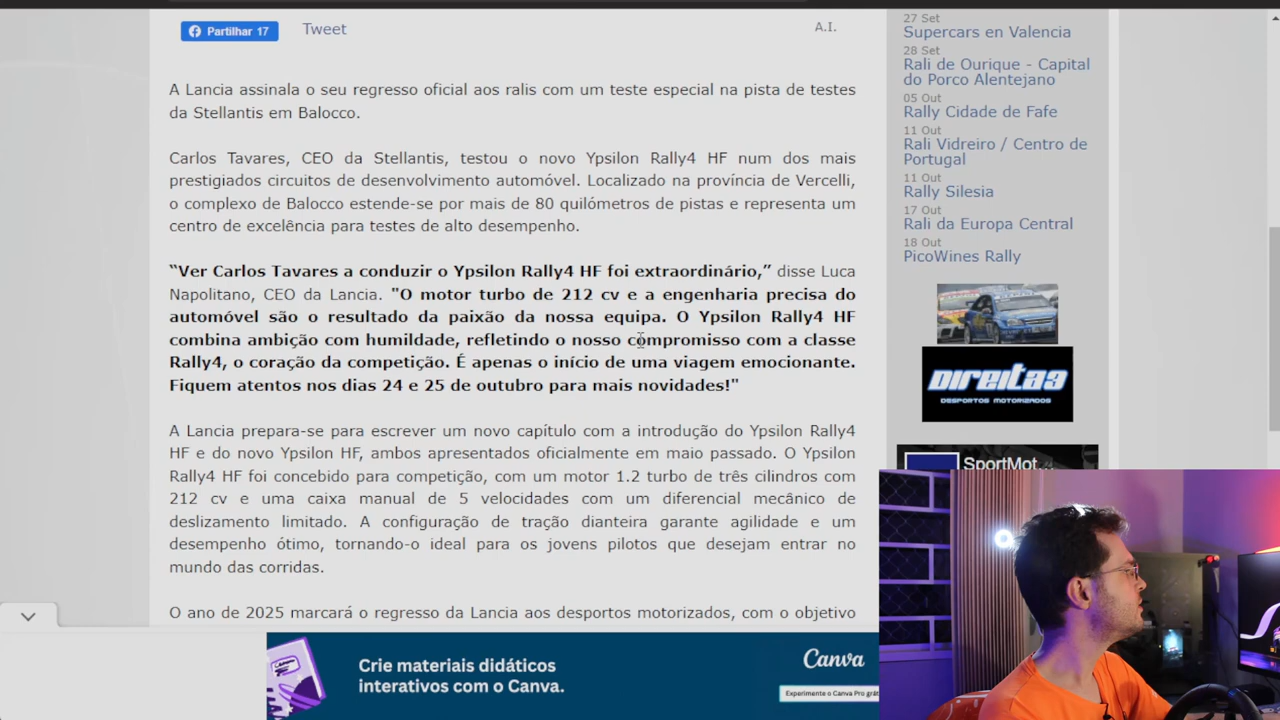 Partilhar 17
Tweet
A.I.
A Lancia assinala o seu regresso oficial aos ralis com um teste especial na pista de testes
da Stellantis em Balocco.
Carlos Tavares, CEO da Stellantis, testou o novo Ypsilon Rally4 HF num dos mais
prestigiados circuitos de desenvolvimento automóvel. Localizado na província de Vercelli,
o complexo de Balocco estende-se por mais de 80 quilómetros de pistas e representa um
centro de excelência para testes de alto desempenho.
“Ver Carlos Tavares a conduzir o Ypsilon Rally4 HF foi extraordinário,” disse Luca
Napolitano, CEO da Lancia. "O motor turbo de 212 cv e a engenharia precisa do
automóvel são o resultado da paixão da nossa equipa. O Ypsilon Rally4 HF
combina ambição com humildade, refletindo o nosso compromisso com a classe
Rally4, o coração da competição. É apenas o início de uma viagem emocionante.
Fiquem atentos nos dias 24 e 25 de outubro para mais novidades!"
A Lancia prepara-se para escrever um novo capítulo com a introdução do Ypsilon Rally4
HF e do novo Ypsilon HF, ambos apresentados oficialmente em maio passado. O Ypsilon
Rally4 HF foi concebido para competição, com um motor 1.2 turbo de três cilindros com
212 cv e uma caixa manual de 5 velocidades com um diferencial mecânico de
deslizamento limitado. A configuração de tração dianteira garante agilidade e um
desempenho ótimo, tornando-o ideal para os jovens pilotos que desejam entrar no
mundo das corridas.
O ano de 2025 marcará o regresso da Lancia aos desportos motorizados, com o objetivo
27 Set
Supercars en Valencia
28 Set
Rali de Ourique - Capital
do Porco Alentejano
05 Out
Rally Cidade de Fafe
11 Out
Rali Vidreiro / Centro de
Portugal
11 Out
Rally Silesia
17 Out
Rali da Europa Central
18 Out
PicoWines Rally
DIREITA3
DESPORTOS MOTORIZADOS
SportMot...
Crie materiais didáticos
interativos com o Canva.
Canva
Experimente o Canva Pro grát